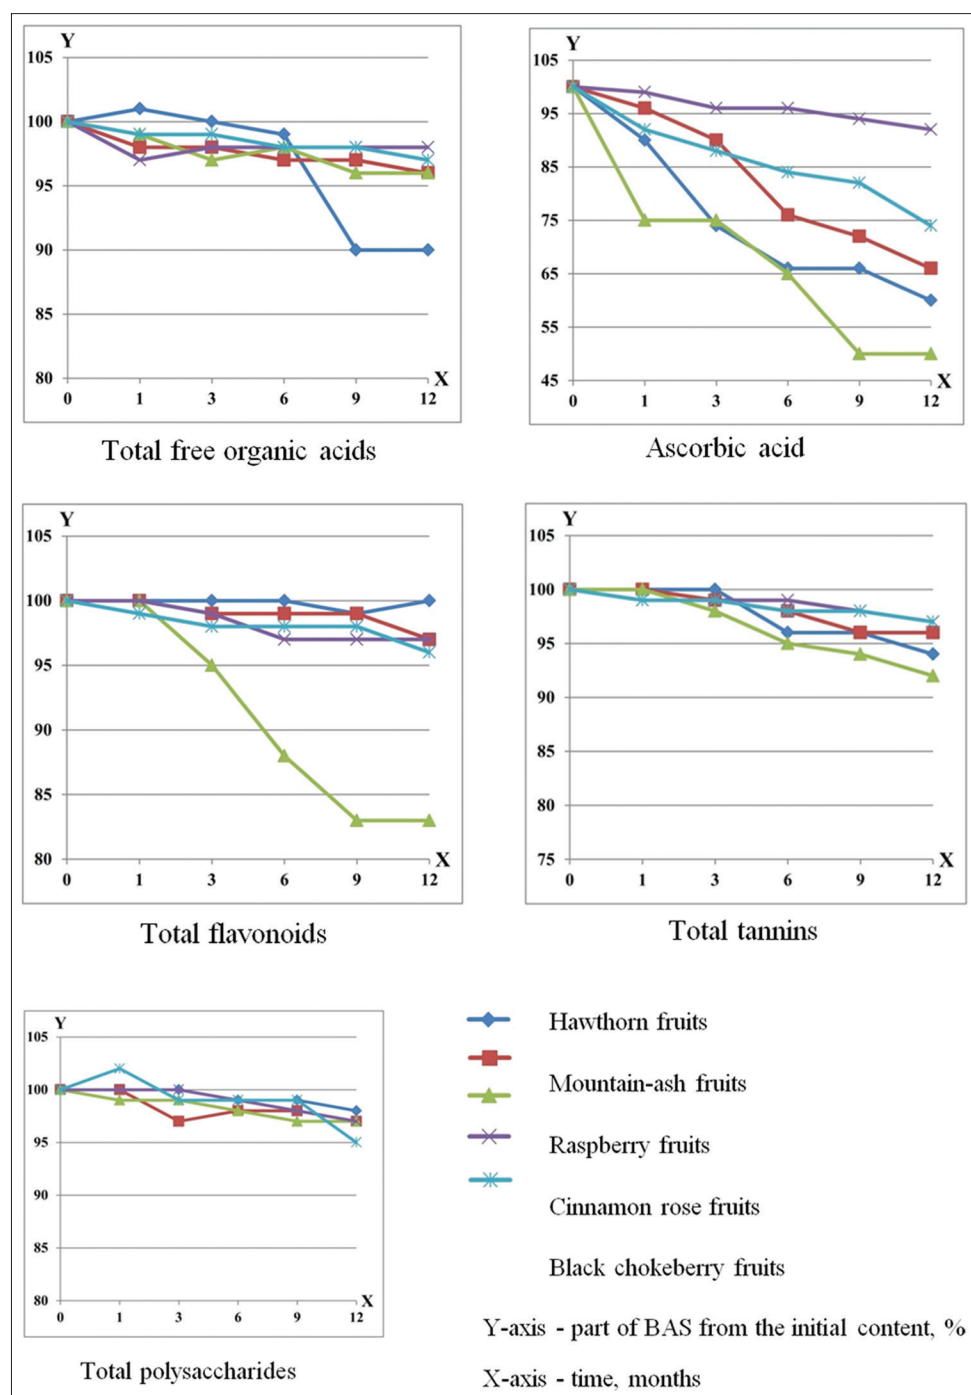 Y
105
100
95
90
85
80
X
0 1 3 6 9 12
Total free organic acids
Y
105
95
85
75
65
55
45
X
0 1 3 6 9 12
Ascorbic acid
Y
105
100
95
90
85
80
X
0 1 3 6 9 12
Total flavonoids
Y
105
100
95
90
85
80
75
X
0 1 3 6 9 12
Total tannins
Y
105
100
95
90
85
80
X
0 1 3 6 9 12
Total polysaccharides
Hawthorn fruits
Mountain-ash fruits
Raspberry fruits
Cinnamon rose fruits
Black chokeberry fruits
Y-axis - part of BAS from the initial content, %
X-axis - time, months